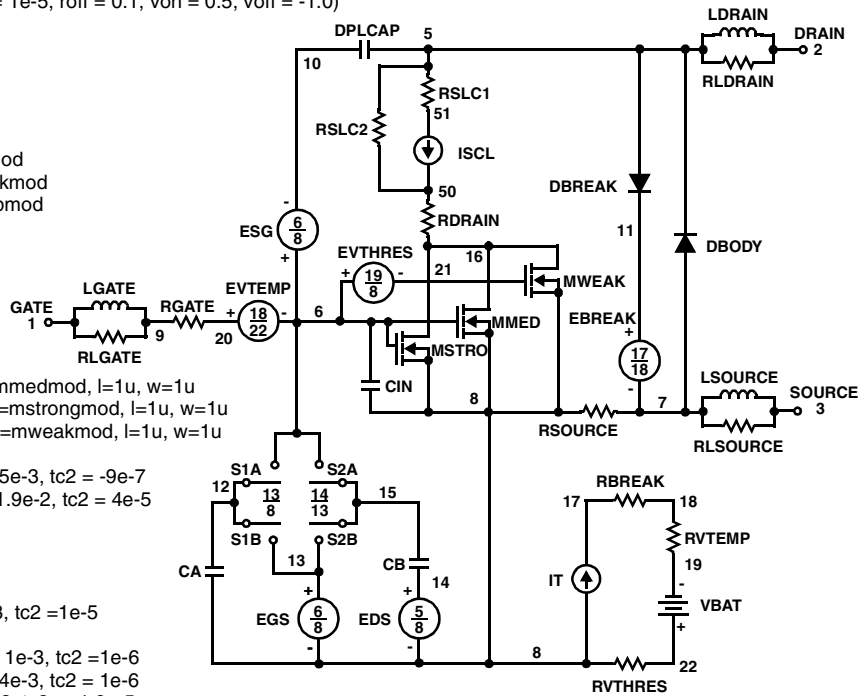 = 1e-5, roff = 0.1, von = 0.5, voff = -1.0)
LDRAIN
DPLCAP 5 DRAIN
2
10
RLDRAIN
RSLC1
51
RSLC2
ISCL
od
kmod
omod
DBREAK
50
RDRAIN
ESG 6
8
11
DBODY
EVTHRES
16
21
19
8
MWEAK
LGATE
EVTEMP
GATE
1
RGATE
18
22
6
MMED
EBREAK
9
20
MSTRO
17
18
RLGATE
CIN
LSOURCE
SOURCE
3
mmedmod, l=1u, w=1u
=mstrongmod, l=1u, w=1u
=mweakmod, l=1u, w=1u
8
7
RSOURCE
RLSOURCE
5e-3, tc2 = -9e-7
1.9e-2, tc2 = 4e-5
S1A S2A
12
13
8
14
13
15
RBREAK
17 18
S1B S2B
RVTEMP
13
CA
CB
19
14
IT
VBAT
3, tc2 =1e-5
EGS 6
8
EDS 5
8
1e-3, tc2 =1e-6
4e-3, tc2 = 1e-6
8
22
RVTHRES